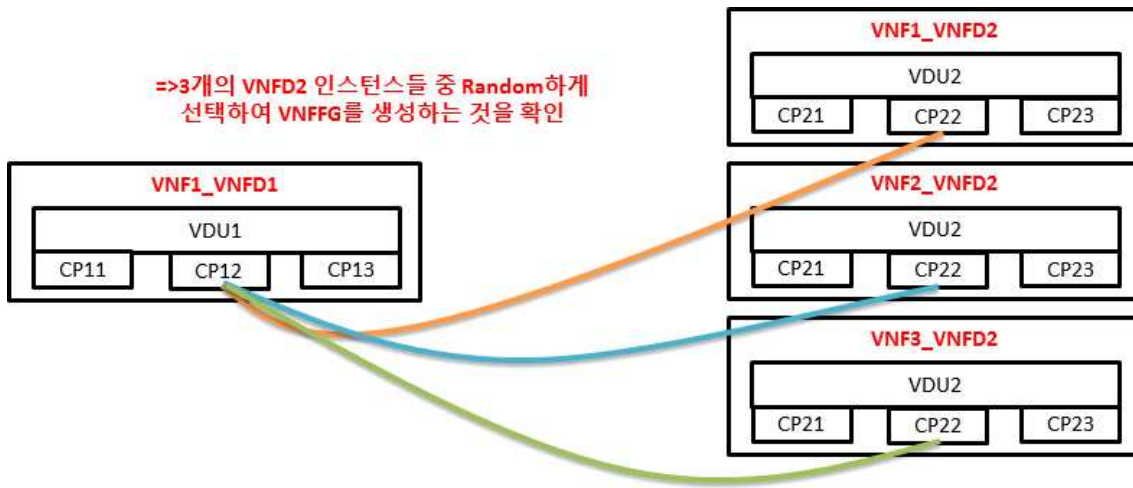 =>3개의 VNFD2 인스턴스들 중 Random하게
선택하여 VNFFG를 생성하는 것을 확인
VNF1_VNFD1
VDU1
CP11 CP12 CP13
VNF1_VNFD2
VDU2
CP21 CP22 CP23
VNF2_VNFD2
VDU2
CP21 CP22 CP23
VNF3_VNFD2
VDU2
CP21 CP22 CP23